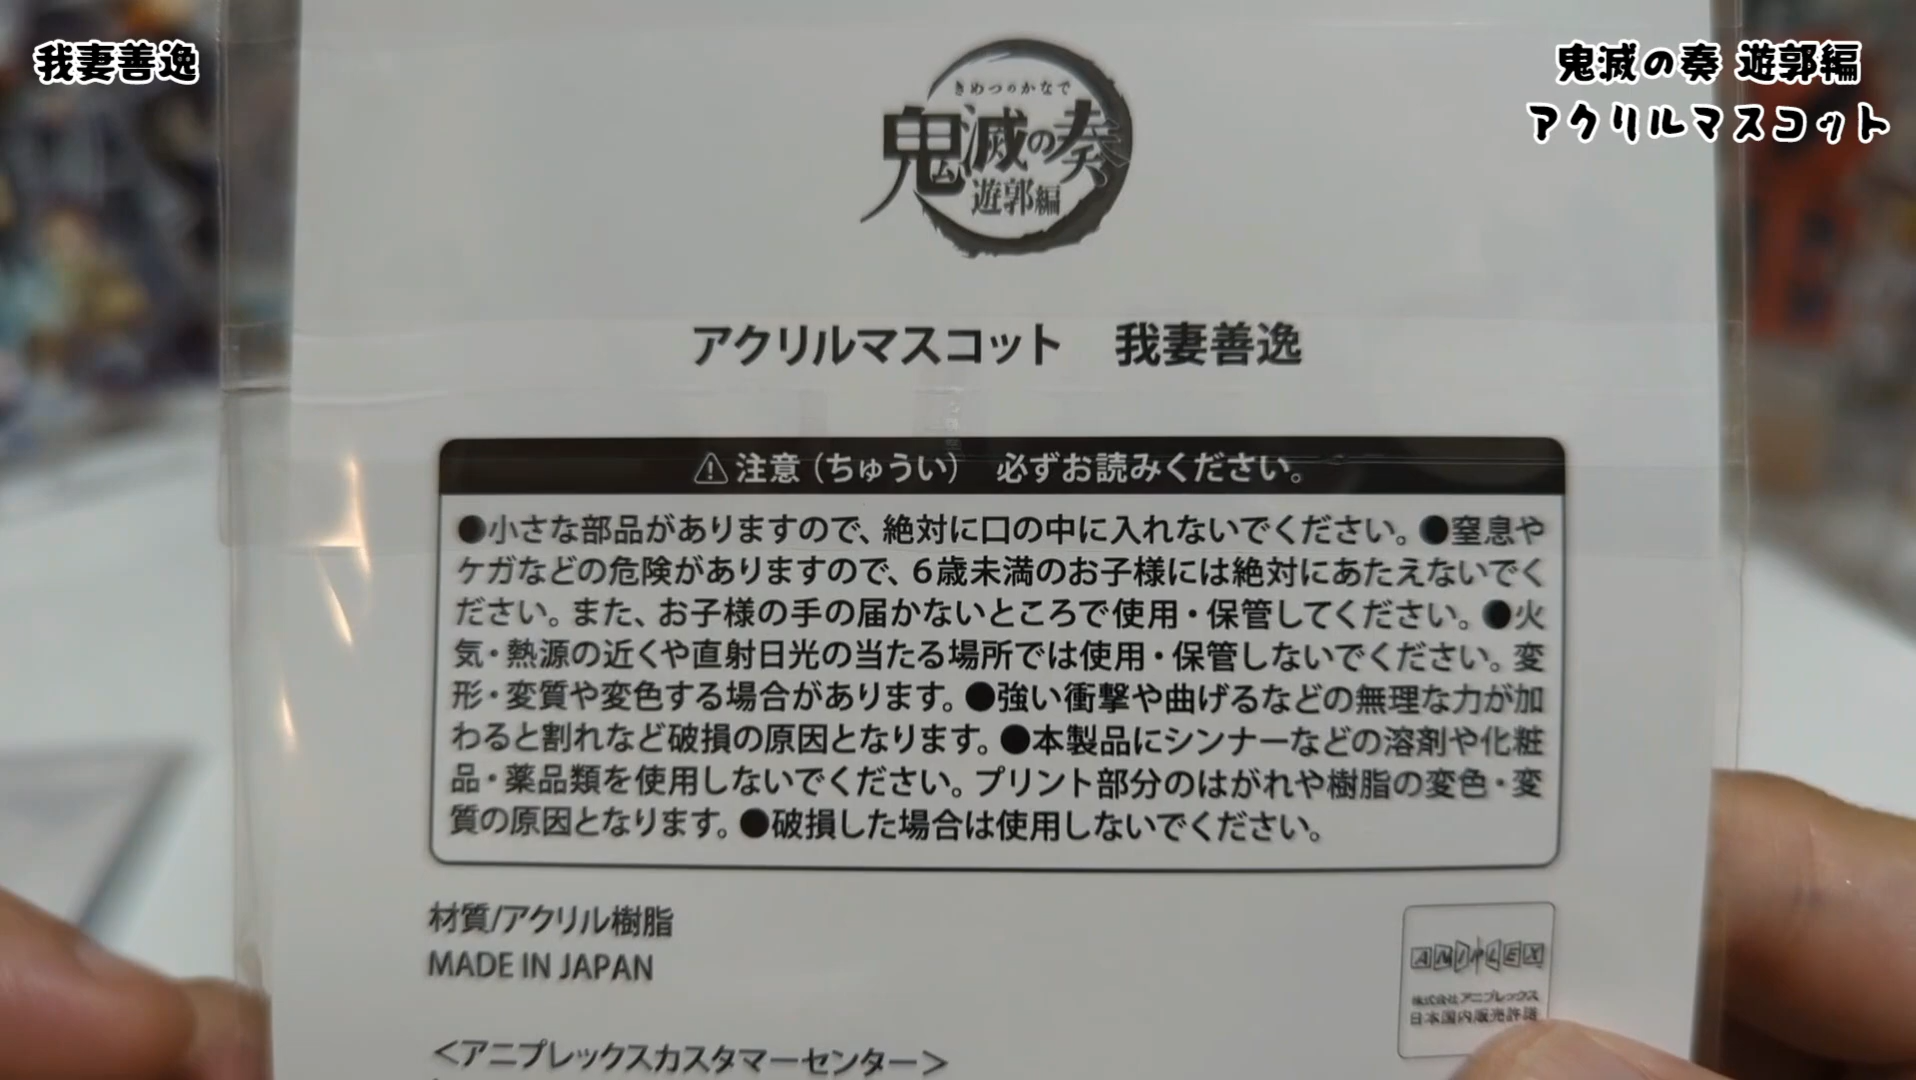 我妻善逸
鬼滅の奏 遊郭編
アクリルマスコット
きめつのかなで
鬼滅の奏
遊郭編
アクリルマスコット 我妻善逸
⚠注意（ちゅうい） 必ずお読みください。
●小さな部品がありますので、絶対に口の中に入れないでください。●窒息や
ケガなどの危険がありますので、6歳未満のお子様には絶対にあたえないでく
ださい。また、お子様の手の届かないところで使用・保管してください。●火
気・熱源の近くや直射日光の当たる場所では使用・保管しないでください。変
形・変質や変色する場合があります。●強い衝撃や曲げるなどの無理な力が加
わると割れなど破損の原因となります。●本製品にシンナーなどの溶剤や化粧
品・薬品類を使用しないでください。プリント部分のはがれや樹脂の変色・変
質の原因となります。●破損した場合は使用しないでください。
材質/アクリル樹脂
MADE IN JAPAN
ANIPLEX
株式会社アニプレックス
日本国内販売許諾
＜アニプレックスカスタマーセンター＞